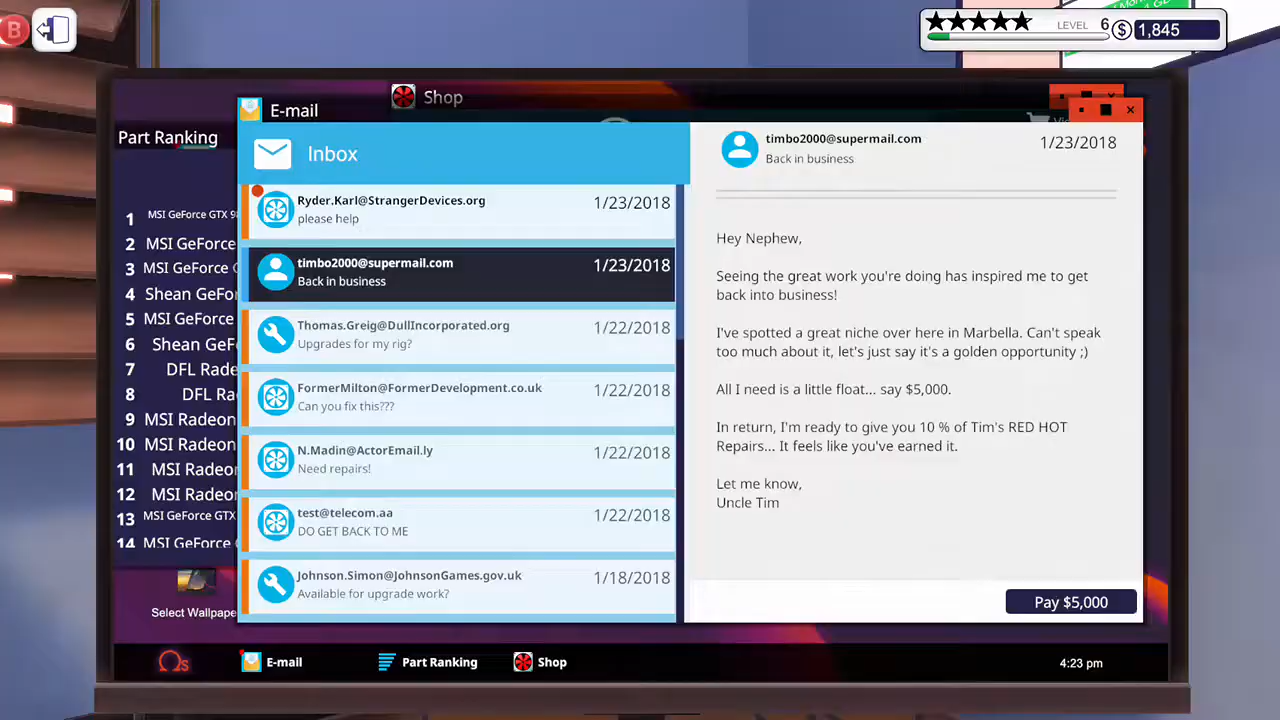 B
LEVEL 6 $ 1,845
Shop
E-mail
Part Ranking
Inbox
timbo2000@supermail.com 1/23/2018
Back in business
1 MSI GeForce GTX
2 MSI GeForce
3 MSI GeForce
4 Shean GeFor
5 MSI GeForce
6 Shean GeF
7 DFL Rade
8 DFL Ra
9 MSI Radeon
10 MSI Radeon
11 MSI Rade
12 MSI Rade
13 MSI GeForce GTX
14 MSI GeForce
Select Wallpape
Ryder.Karl@StrangerDevices.org 1/23/2018
please help
timbo2000@supermail.com 1/23/2018
Back in business
Thomas.Greig@DullIncorporated.org 1/22/2018
Upgrades for my rig?
FormerMilton@FormerDevelopment.co.uk 1/22/2018
Can you fix this???
N.Madin@ActorEmail.ly 1/22/2018
Need repairs!
test@telecom.aa 1/22/2018
DO GET BACK TO ME
Johnson.Simon@JohnsonGames.gov.uk 1/18/2018
Available for upgrade work?
Hey Nephew,
Seeing the great work you're doing has inspired me to get
back into business!
I've spotted a great niche over here in Marbella. Can't speak
too much about it, let's just say it's a golden opportunity ;)
All I need is a little float... say $5,000.
In return, I'm ready to give you 10 % of Tim's RED HOT
Repairs... It feels like you've earned it.
Let me know,
Uncle Tim
Pay $5,000
Ωs E-mail Part Ranking Shop 4:23 pm